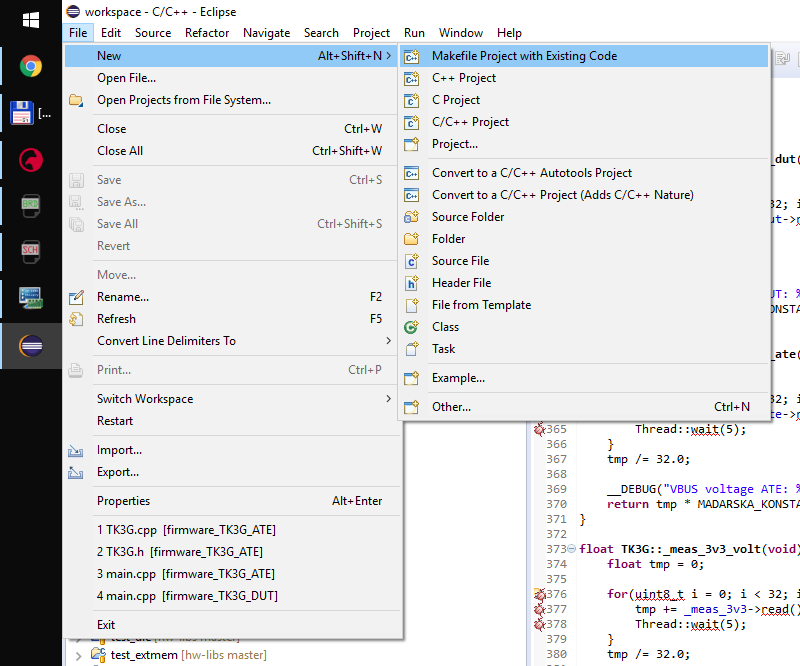 workspace - C/C++ - Eclipse
File Edit Source Refactor Navigate Search Project Run Window Help
New Alt+Shift+N >
Open File...
Open Projects from File System...
Close Ctrl+W
Close All Ctrl+Shift+W
Save Ctrl+S
Save As...
Save All Ctrl+Shift+S
Revert
Move...
Rename... F2
Refresh F5
Convert Line Delimiters To >
Print... Ctrl+P
Switch Workspace >
Restart
Import...
Export...
Properties Alt+Enter
1 TK3G.cpp [firmware_TK3G_ATE]
2 TK3G.h [firmware_TK3G_ATE]
3 main.cpp [firmware_TK3G_ATE]
4 main.cpp [firmware_TK3G_DUT]
Exit
Makefile Project with Existing Code
C++ Project
C Project
C/C++ Project
Project...
Convert to a C/C++ Autotools Project
Convert to a C/C++ Project (Adds C/C++ Nature)
Source Folder
Folder
Source File
Header File
File from Template
Class
Task
Example...
Other... Ctrl+N
[...
BRD
SCH
_dut(
32; i
ut->r
UT: %
KONSTA
_ate(
32; i
te->r
365 Thread::wait(5);
366 }
367 tmp /= 32.0;
368
369 __DEBUG("VBUS voltage ATE: %
370 return tmp * MADARSKA_KONSTA
371 }
372
373 float TK3G::_meas_3v3_volt(void)
374 float tmp = 0;
375
376 for(uint8_t i = 0; i < 32; i
377 tmp += _meas_3v3->read()
378 Thread::wait(5);
379 }
380 tmp /= 32.0;
test_die [hw-libs master]
test_extmem [hw-libs master]